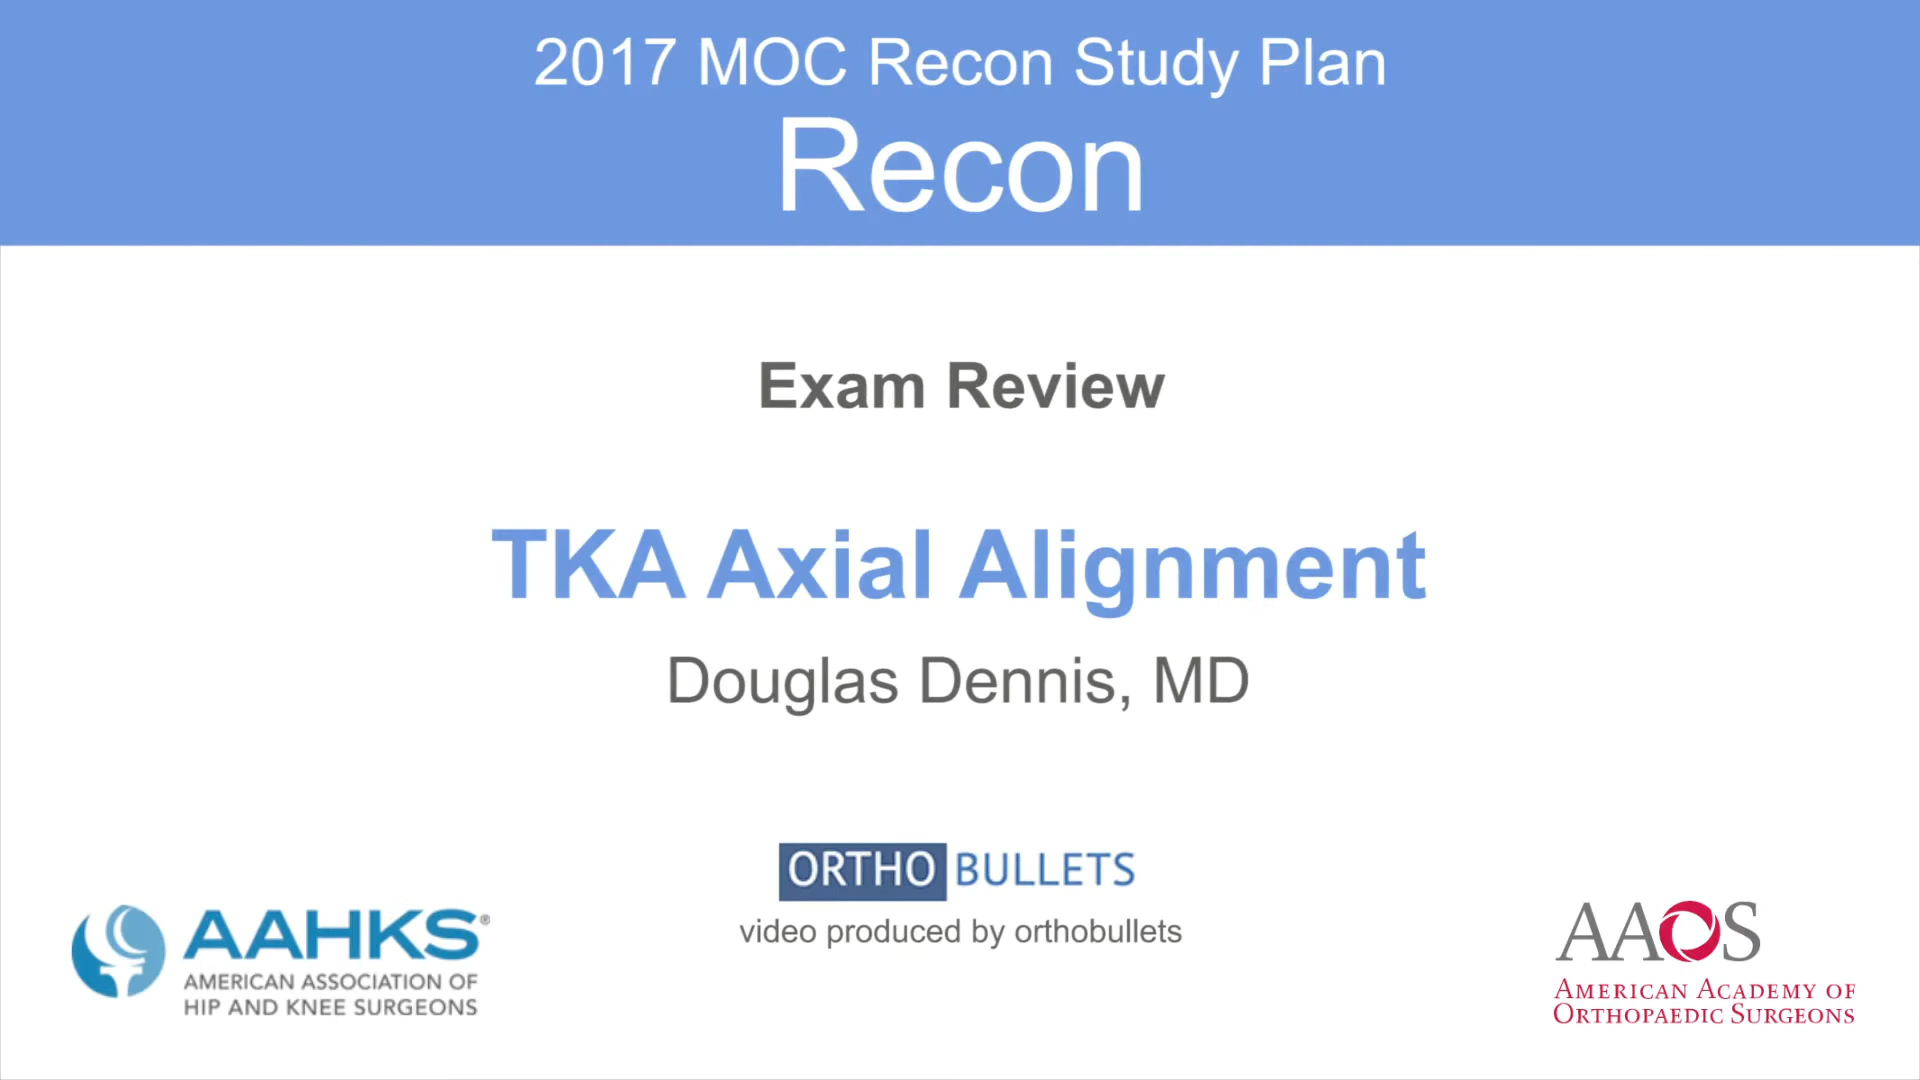 2017 MOC Recon Study Plan
Recon
Exam Review
TKA Axial Alignment
Douglas Dennis, MD
ORTHO BULLETS
video produced by orthobullets
AAHKS®
AMERICAN ASSOCIATION OF
HIP AND KNEE SURGEONS
AAOS
AMERICAN ACADEMY OF
ORTHOPAEDIC SURGEONS